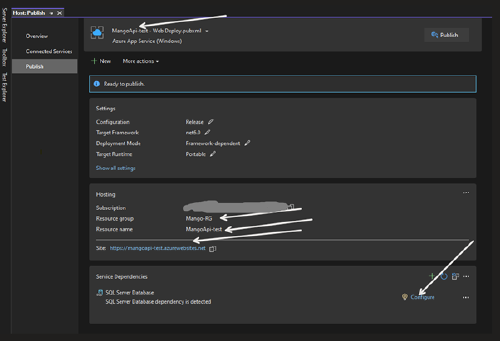 Host: Publish
Server Explorer
Toolbox
Test Explorer
Overview
Connected Services
Publish
MangoApi-test - Web Deploy.pubxml
Azure App Service (Windows)
Publish
New
More actions
Ready to publish.
Settings
Configuration
Release
Target Framework
net6.0
Deployment Mode
Framework-dependent
Target Runtime
Portable
Show all settings
Hosting
Subscription
Resource group
Mango-RG
Resource name
MangoApi-test
Site
https://mangoapi-test.azurewebsites.net
Service Dependencies
SQL Server Database
SQL Server Database dependency is detected
Configure